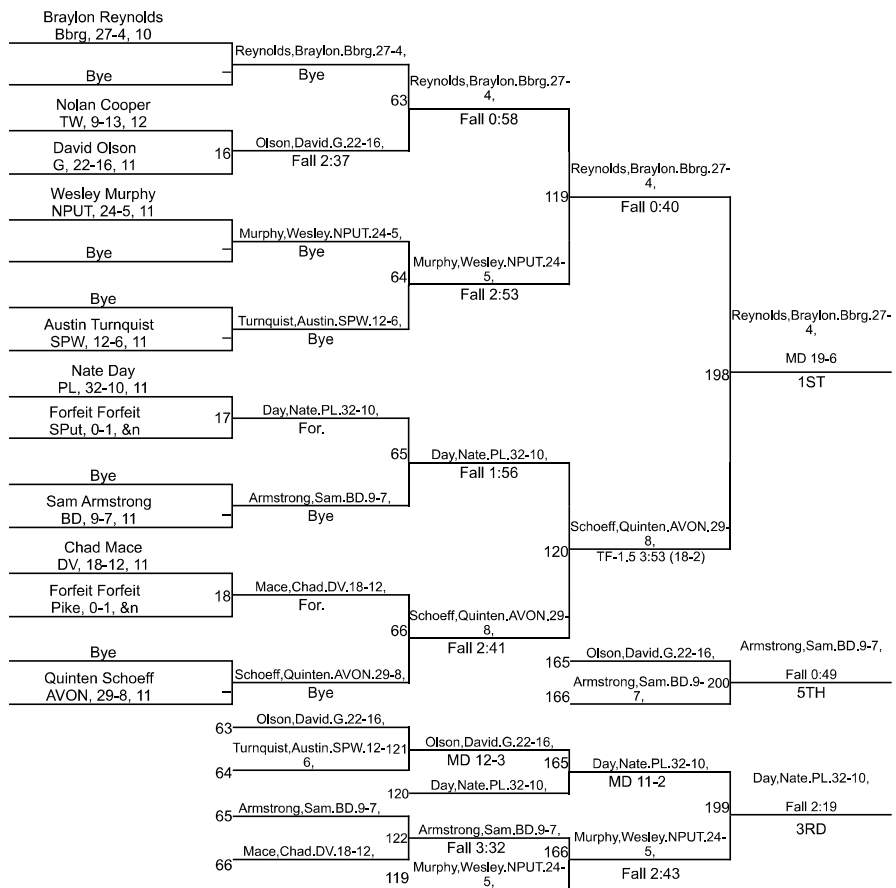 Braylon Reynolds
Bbrg, 27-4, 10
Bye
Nolan Cooper
TW, 9-13, 12
David Olson
G, 22-16, 11
Wesley Murphy
NPUT, 24-5, 11
Bye
Bye
Austin Turnquist
SPW, 12-6, 11
Nate Day
PL, 32-10, 11
Forfeit Forfeit
SPut, 0-1, &n
Bye
Sam Armstrong
BD, 9-7, 11
Chad Mace
DV, 18-12, 11
Forfeit Forfeit
Pike, 0-1, &n
Bye
Quinten Schoeff
AVON, 29-8, 11
Reynolds,Braylon.Bbrg.27-4,
Bye
16
Olson,David.G.22-16,
Fall 2:37
Murphy,Wesley.NPUT.24-5,
Bye
Turnquist,Austin.SPW.12-6,
Bye
17
Day,Nate.PL.32-10,
For.
Armstrong,Sam.BD.9-7,
Bye
18
Mace,Chad.DV.18-12,
For.
Schoeff,Quinten.AVON.29-8,
Bye
63
Reynolds,Braylon.Bbrg.27-
4,
Fall 0:58
64
Murphy,Wesley.NPUT.24-
5,
Fall 2:53
65
Day,Nate.PL.32-10,
Fall 1:56
66
Schoeff,Quinten.AVON.29-
8,
Fall 2:41
119
Reynolds,Braylon.Bbrg.27-
4,
Fall 0:40
120
Schoeff,Quinten.AVON.29-
8,
TF-1.5 3:53 (18-2)
198
Reynolds,Braylon.Bbrg.27-
4,
MD 19-6
1ST
165
Olson,David.G.22-16,
166
Armstrong,Sam.BD.9-
7,
200
Armstrong,Sam.BD.9-7,
Fall 0:49
5TH
63
Olson,David.G.22-16,
64
Turnquist,Austin.SPW.12-
6,
121
Olson,David.G.22-16,
MD 12-3
120
Day,Nate.PL.32-10,
165
Day,Nate.PL.32-10,
MD 11-2
65
Armstrong,Sam.BD.9-7,
66
Mace,Chad.DV.18-12,
122
Armstrong,Sam.BD.9-7,
Fall 3:32
119
Murphy,Wesley.NPUT.24-
5,
166
Murphy,Wesley.NPUT.24-
5,
Fall 2:43
199
Day,Nate.PL.32-10,
Fall 2:19
3RD